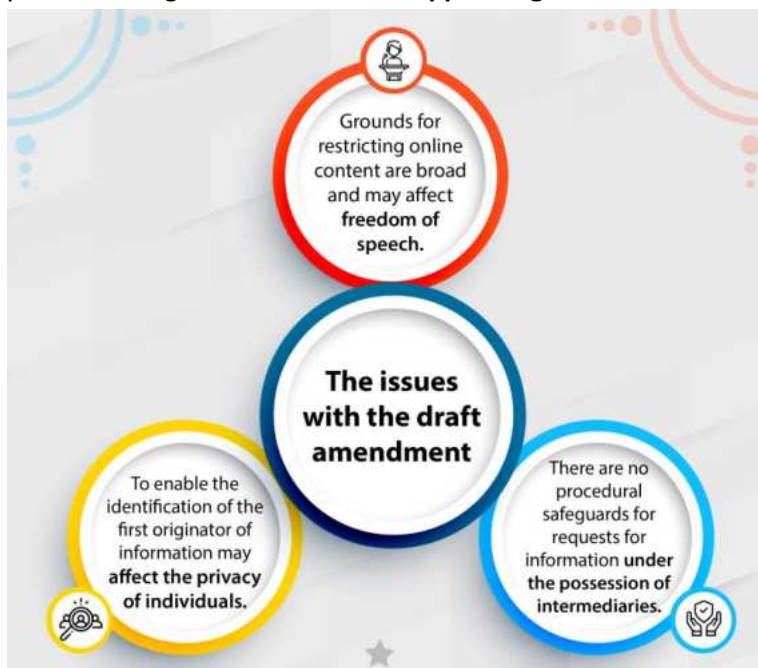 Grounds for
restricting online
content are broad
and may affect
freedom of
speech.
The issues
with the draft
amendment
To enable the
identification of the
first originator of
information may
affect the privacy
of individuals.
There are no
procedural
safeguards for
requests for
information under
the possession of
intermediaries.